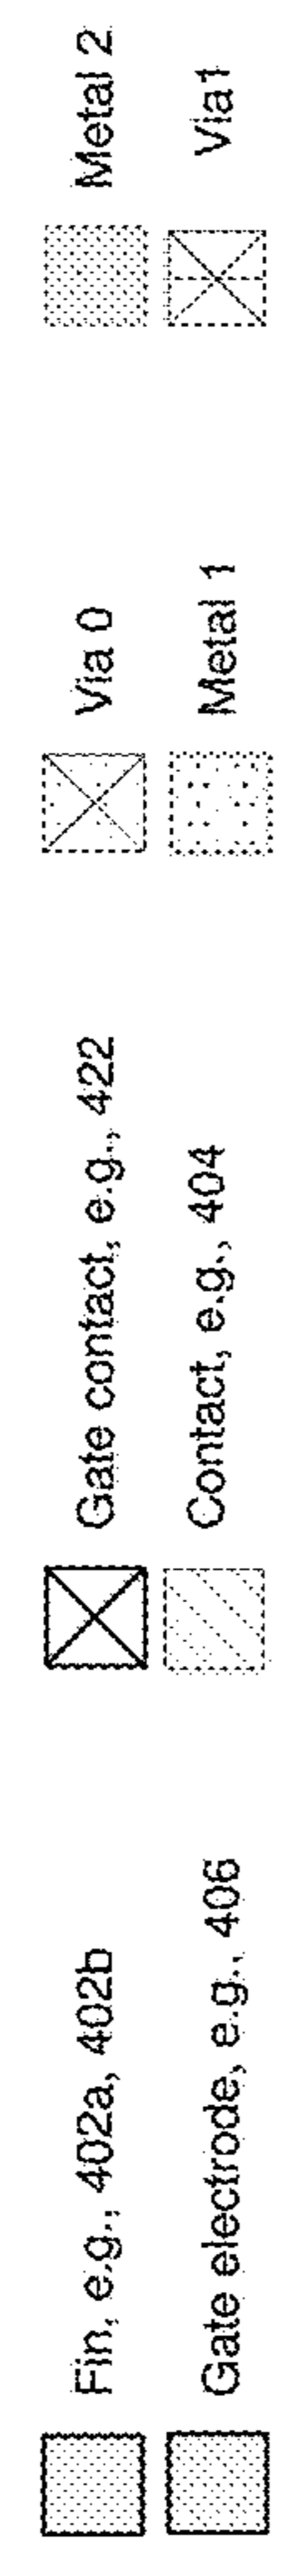 Fin, e.g., 402a, 402b
Gate electrode, e.g., 406
Gate contact, e.g., 422
Contact, e.g., 404
Via 0
Metal 1
Metal 2
Via1